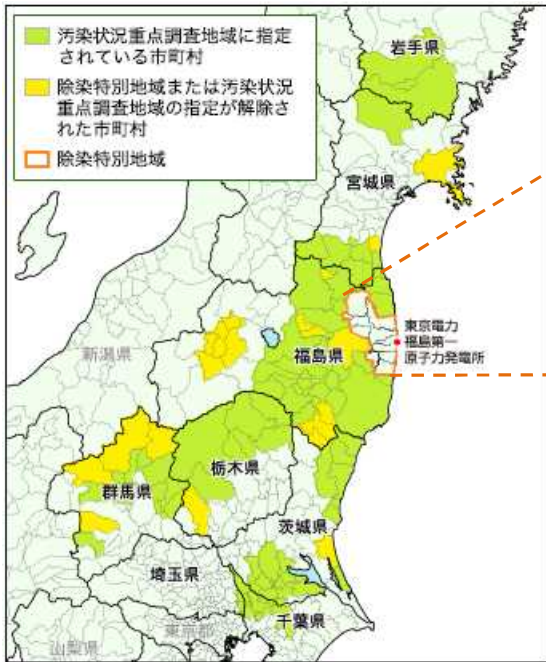 汚染状況重点調査地域に指定
されている市町村
除染特別地域または汚染状況
重点調査地域の指定が解除さ
れた市町村
除染特別地域
岩手県
宮城県
新潟県
福島県
東京電力
福島第一
原子力発電所
群馬県
栃木県
茨城県
埼玉県
千葉県
東京都
山梨県